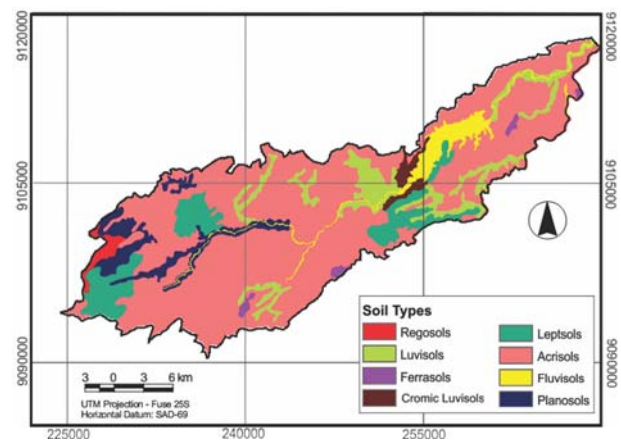 9120000
9120000
9105000
9105000
9090000
9090000
Soil Types
Regosols
Luvisols
Ferrasols
Cromic Luvisols
Leptsols
Acrisols
Fluvisols
Planosols
3 0 3 6 km
UTM Projection - Fuse 25S
Horizontal Datum: SAD-69
225000
240000
255000